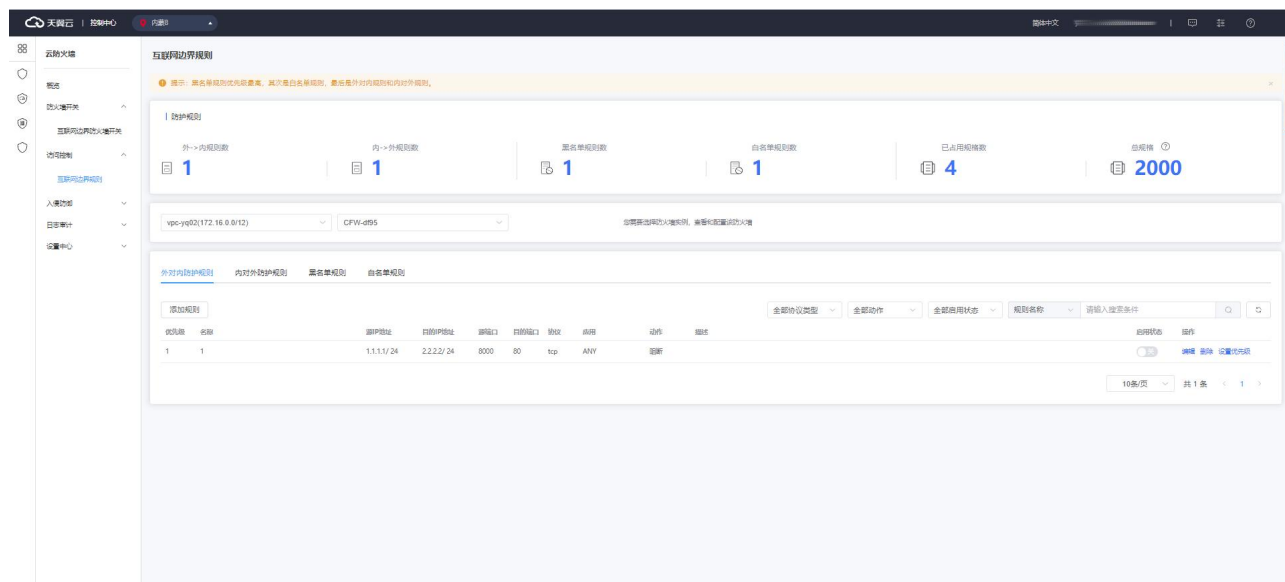 天翼云 | 控制中心 内蒙8 简体中文
云防火墙
概览
防火墙开关
互联网边界防火墙开关
访问控制
互联网边界规则
入侵防御
日志审计
设置中心
互联网边界规则
提示：黑名单规则优先级最高，其次是白名单规则，最后是外对内规则和内对外规则。
防护规则
外->内规则数 内->外规则数 黑名单规则数 白名单规则数 已占用规格数 总规格
1 1 1 1 4 2000
vpc-yq02(172.16.0.0/12) CFW-df95 您需要选择防火墙实例，来看和配置该防火墙
外对内防护规则 内对外防护规则 黑名单规则 白名单规则
添加规则 全部协议类型 全部动作 全部启用状态 规则名称 请输入搜索条件
优先级 名称 源IP地址 目的IP地址 源端口 目的端口 协议 应用 动作 描述 启用状态 操作
1 1 1.1.1.1/ 24 2.2.2.2/ 24 8000 80 tcp ANY 阻断 关 编辑 删除 设置优先级
10条/页 共 1 条 1